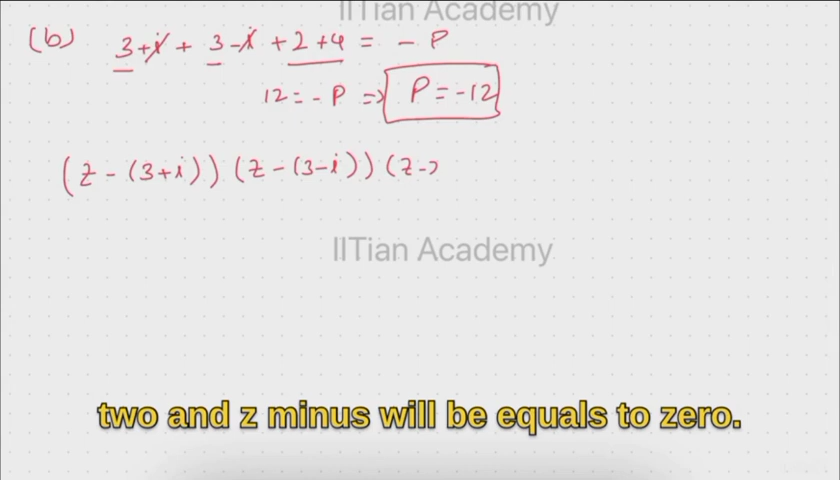 IITian Academy
(b) 3+i + 3-i + 2+4 = - P
12 = - P => P = -12
(z - (3+i)) (z - (3-i)) (z -
IITian Academy
two and z minus will be equals to zero.